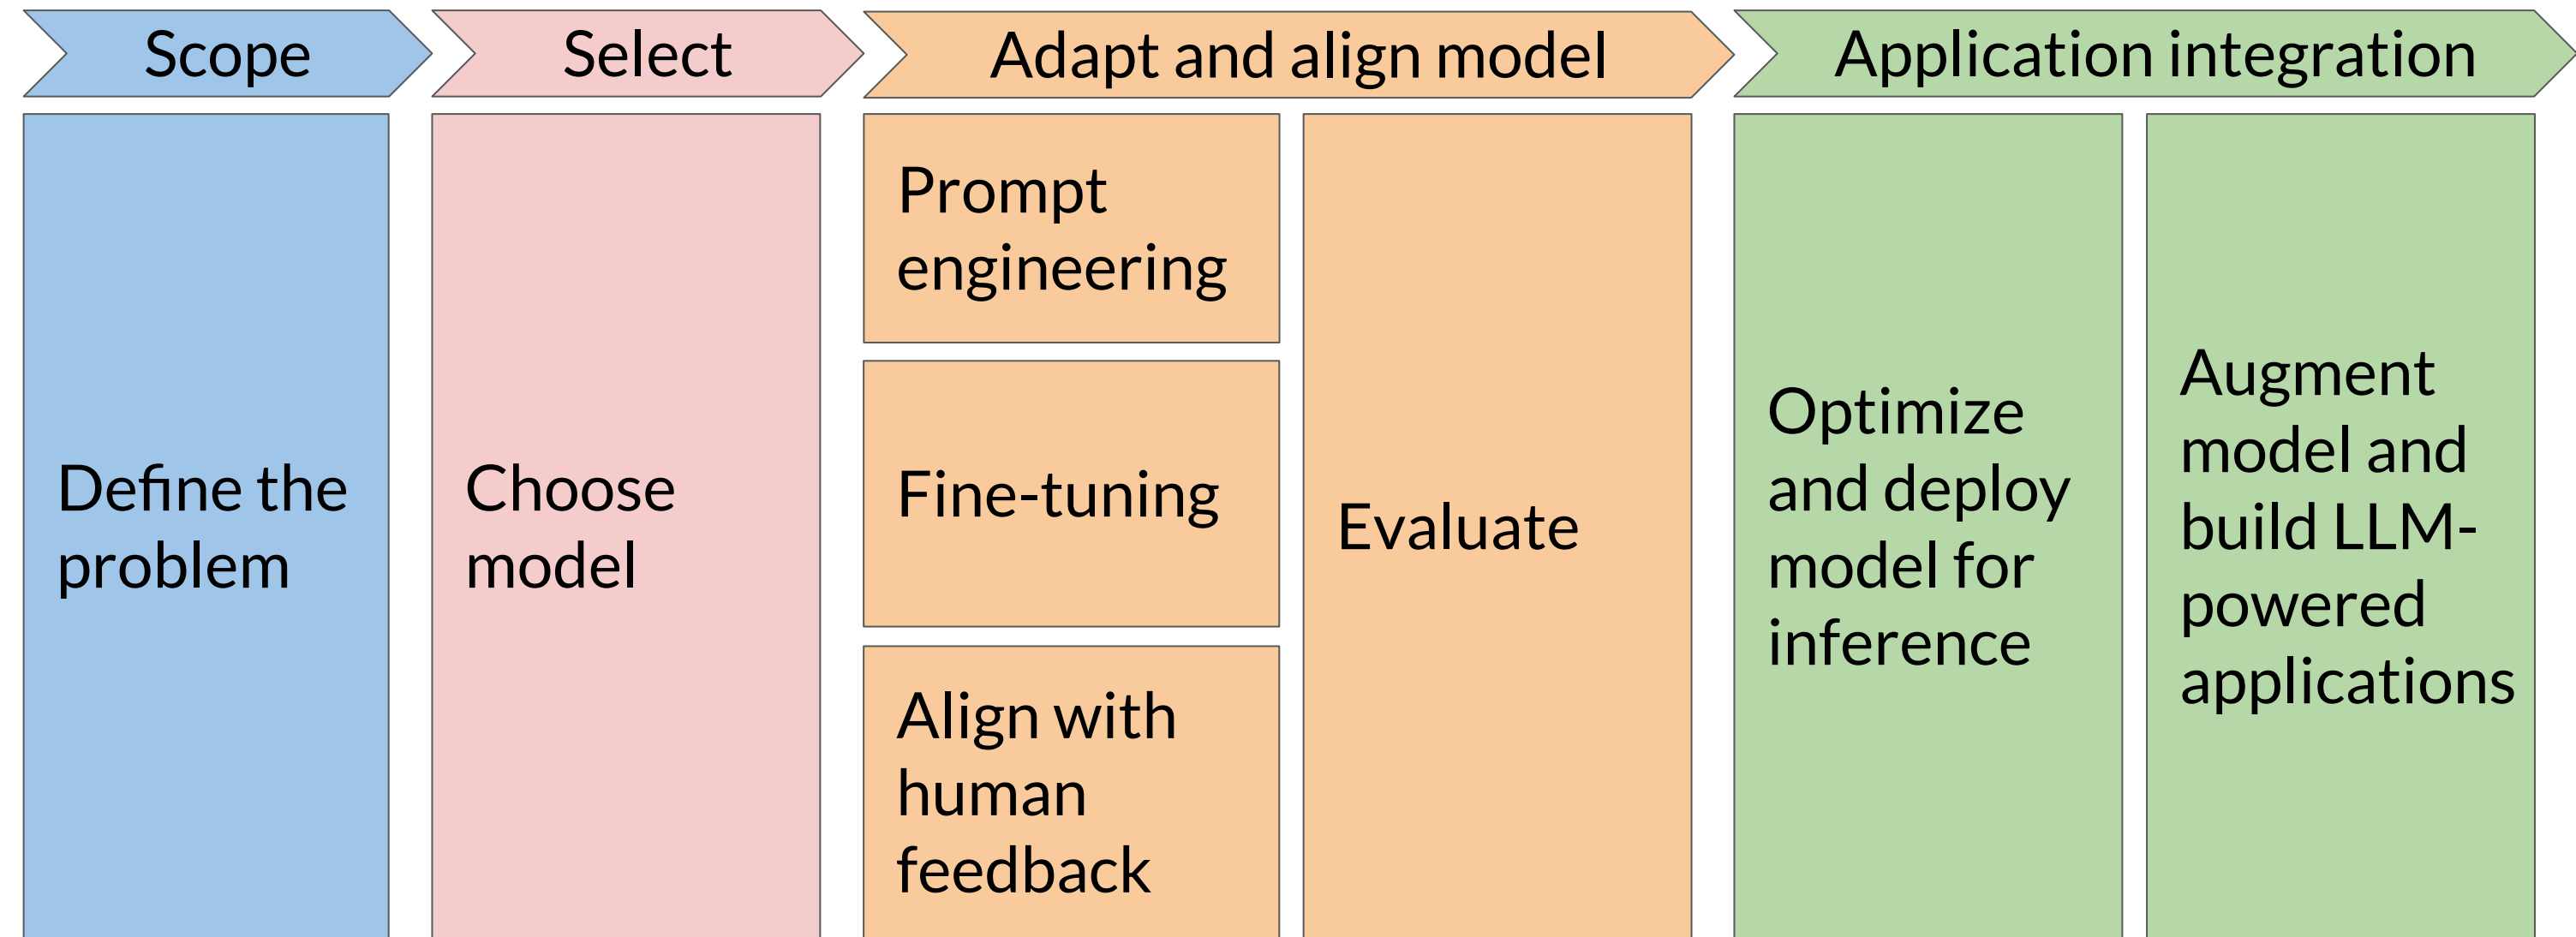 Scope
Select
Adapt and align model
Application integration
Define the
problem
Choose
model
Prompt
engineering
Fine-tuning
Align with
human
feedback
Evaluate
Optimize
and deploy
model for
inference
Augment
model and
build LLM-
powered
applications